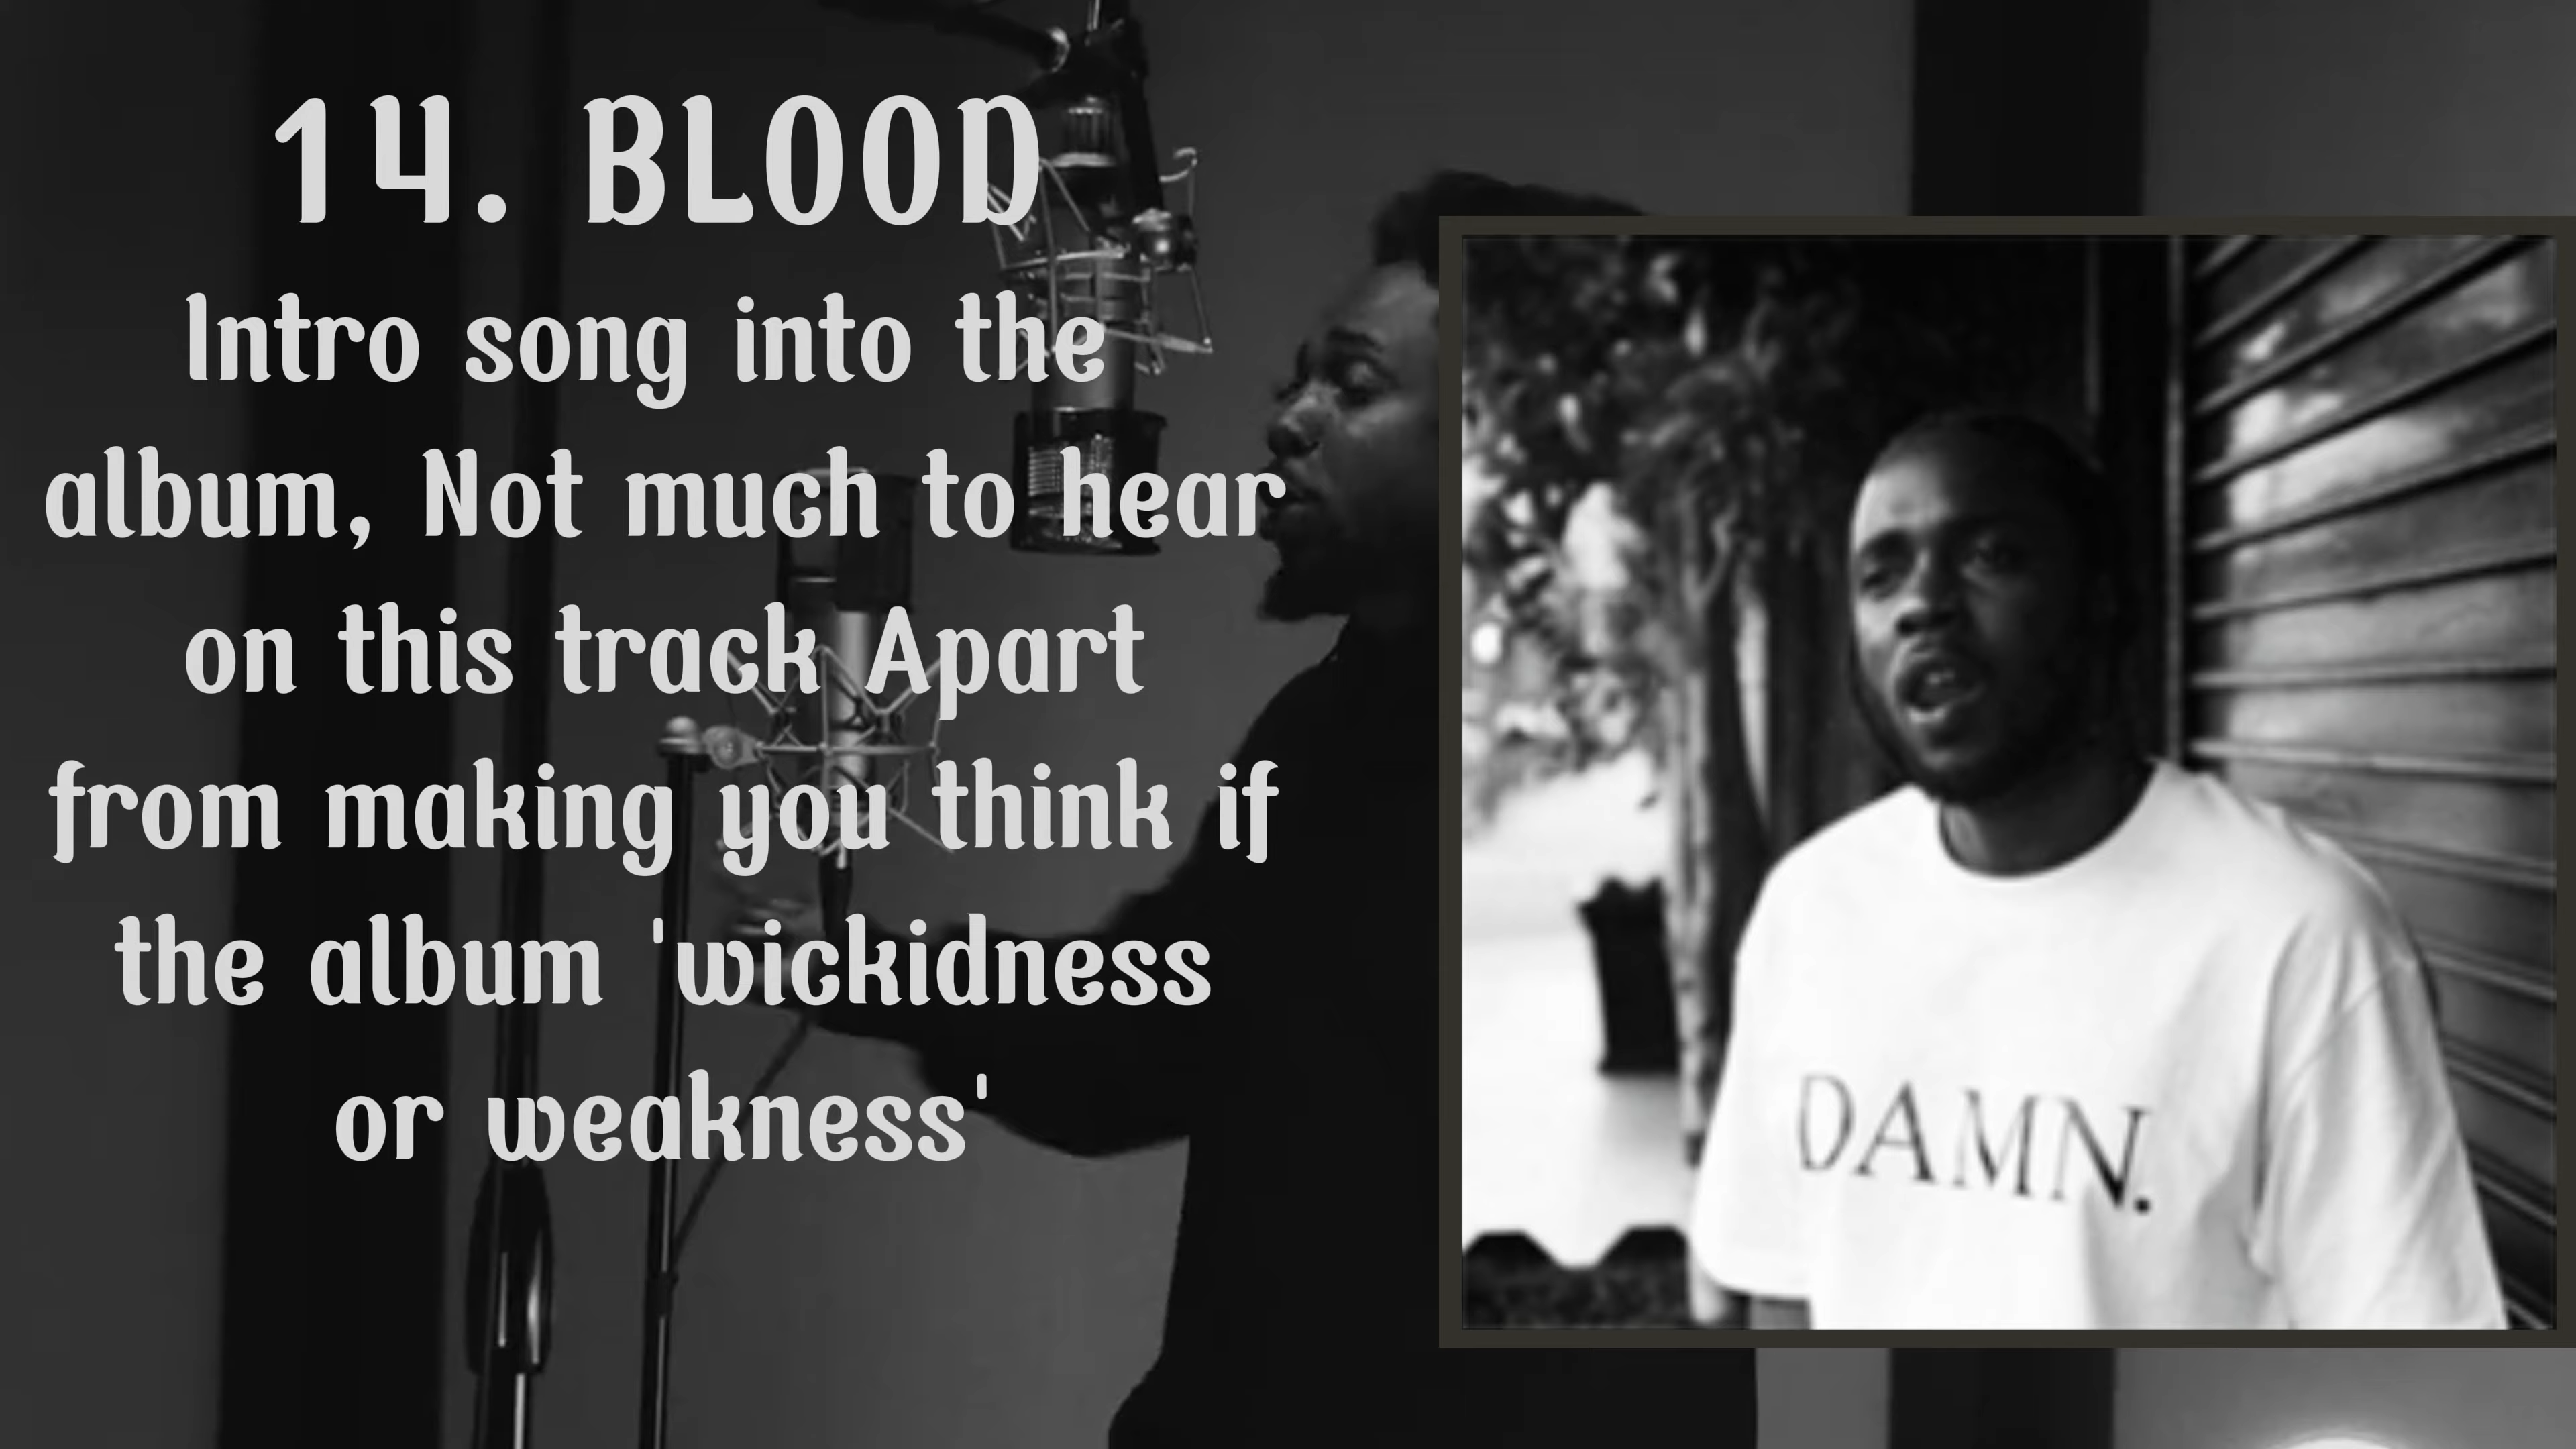 14. BLOOD
Intro song into the
album, Not much to hear
on this track Apart
from making you think if
the album 'wickidness
or weakness'
DAMN.